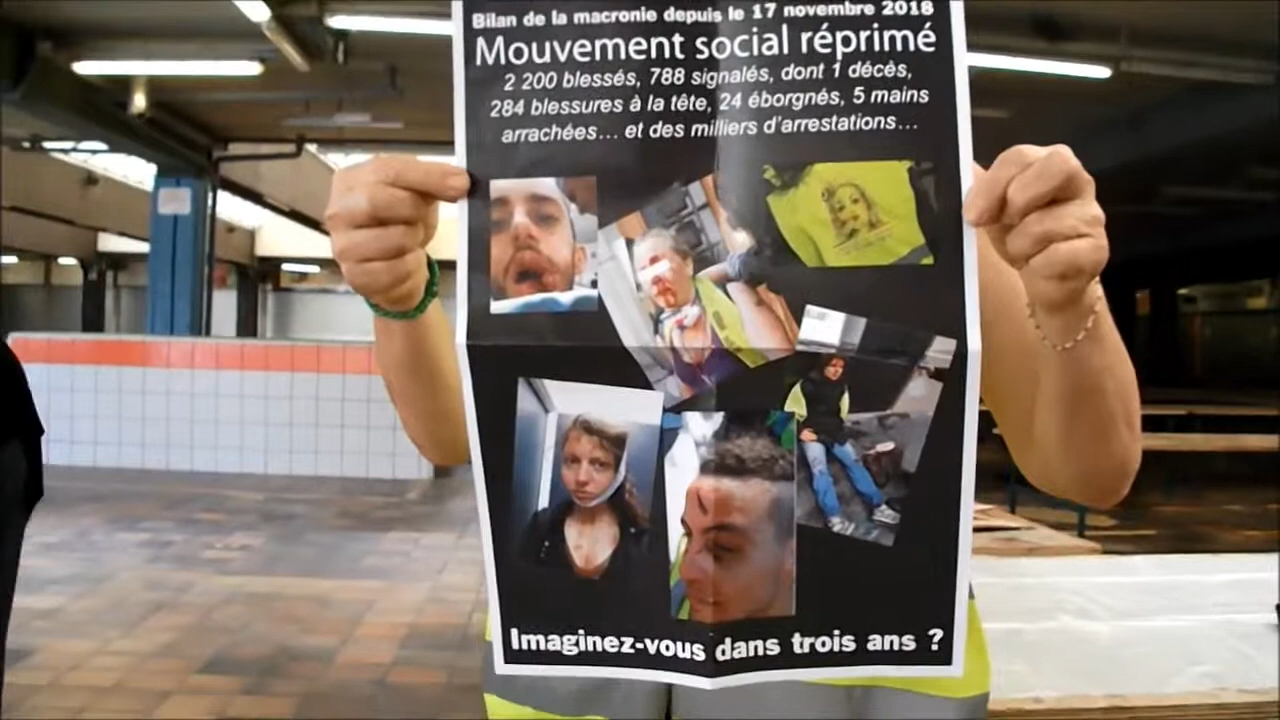 Bilan de la macronie depuis le 17 novembre 2018
Mouvement social réprimé
2 200 blessés, 788 signalés, dont 1 décès,
284 blessures à la tête, 24 éborgnés, 5 mains
arrachées... et des milliers d'arrestations...
Imaginez-vous dans trois ans ?